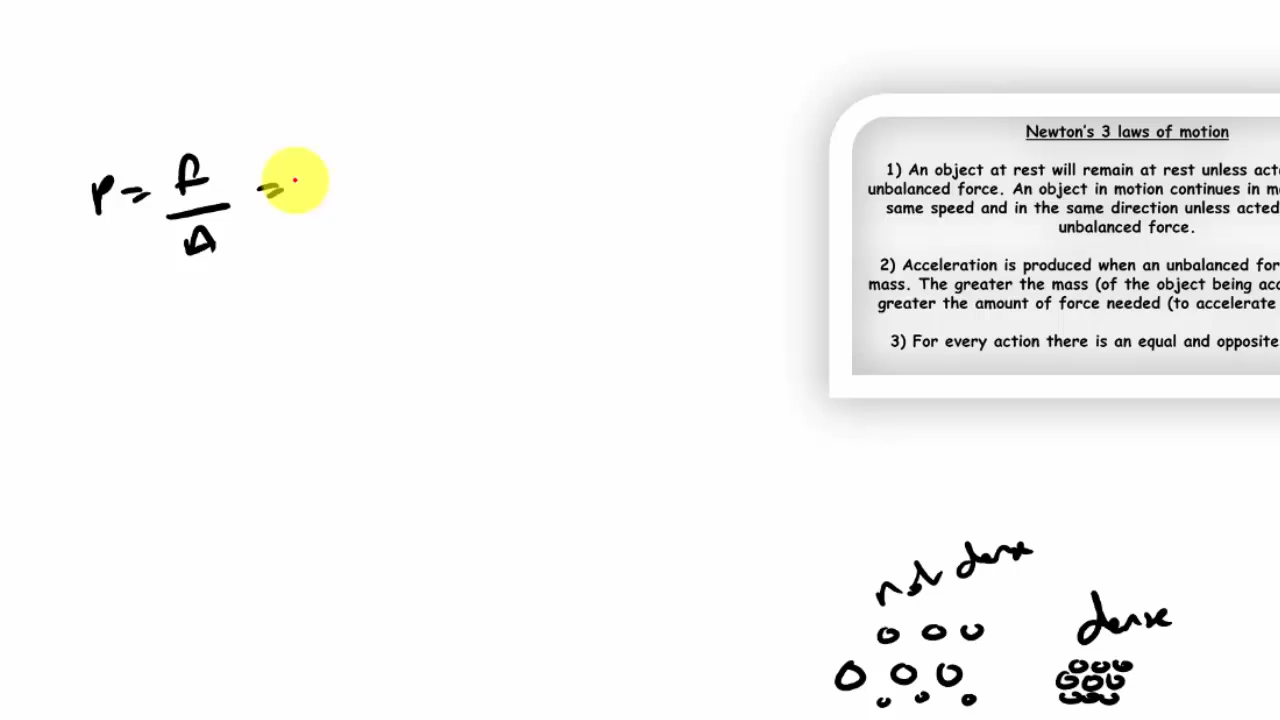 P = F/A =
Newton's 3 laws of motion
1) An object at rest will remain at rest unless
unbalanced force. An object in motion continues in
same speed and in the same direction unless acted
unbalanced force.
2) Acceleration is produced when an unbalanced
mass. The greater the mass (of the object being
greater the amount of force needed (to accelerate
3) For every action there is an equal and opposite
not dense
dense